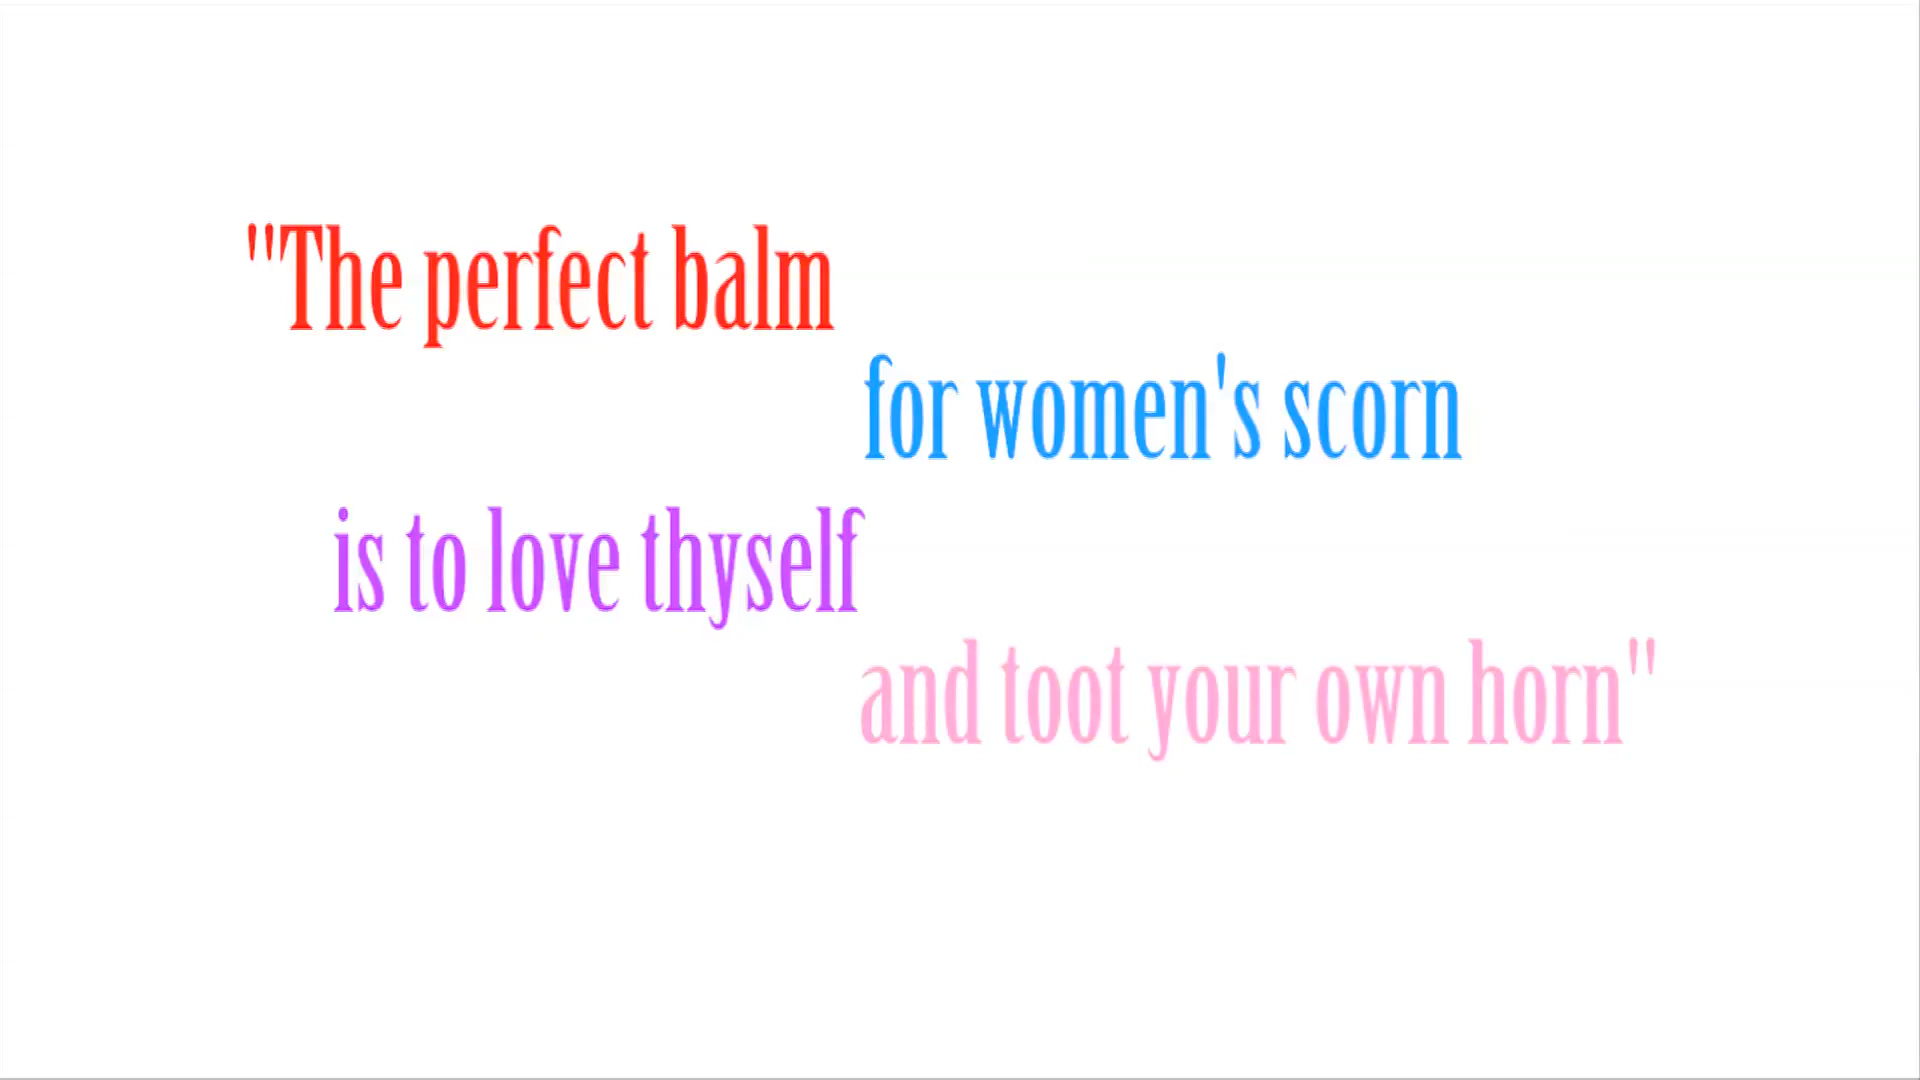 "The perfect balm
for women's scorn
is to love thyself
and toot your own horn"